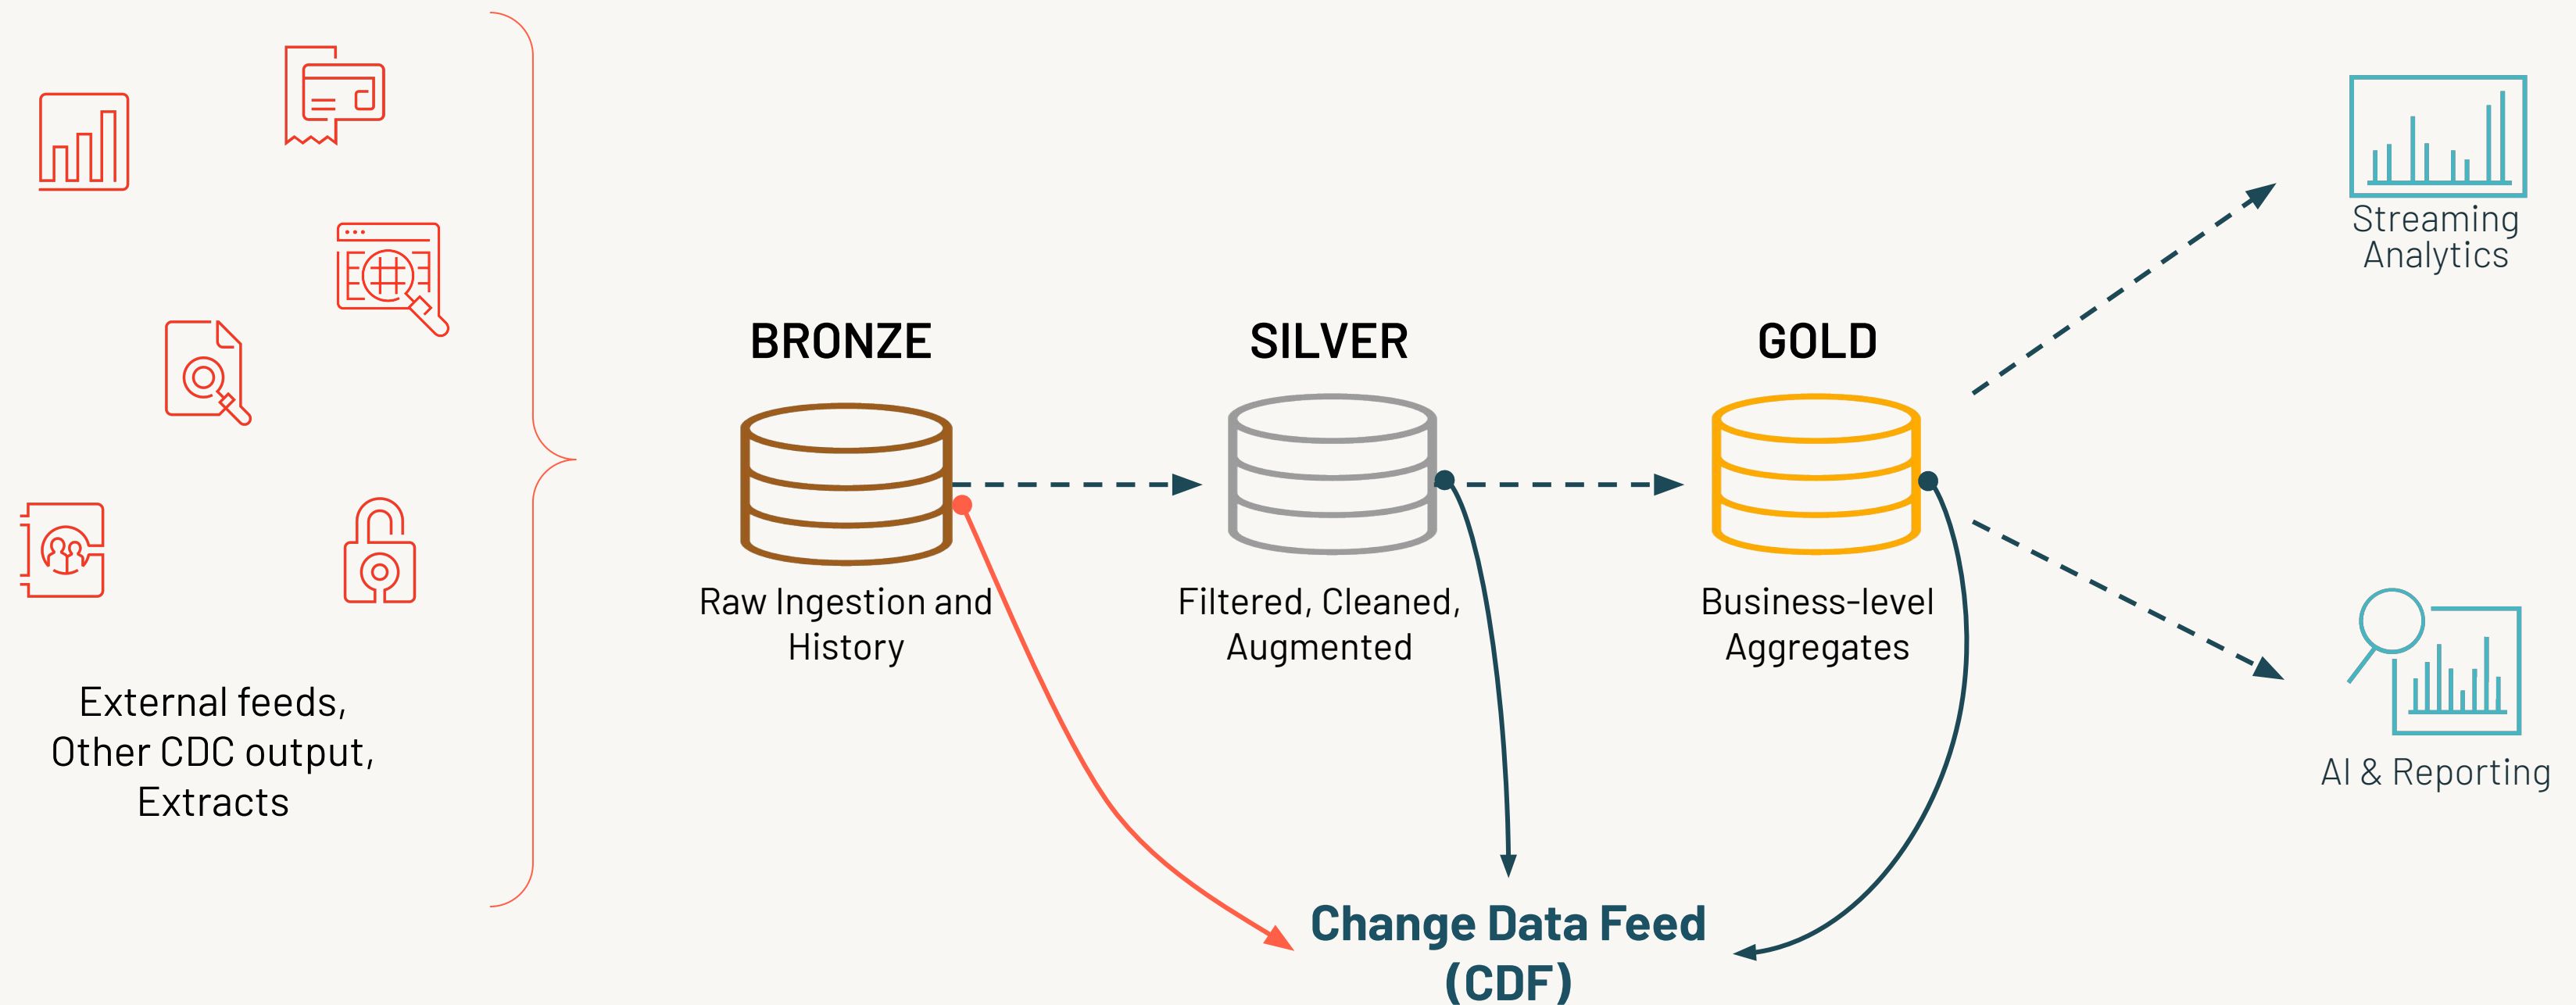 External feeds,
Other CDC output,
Extracts
BRONZE
Raw Ingestion and
History
SILVER
Filtered, Cleaned,
Augmented
GOLD
Business-level
Aggregates
Change Data Feed
(CDF)
Streaming
Analytics
AI & Reporting